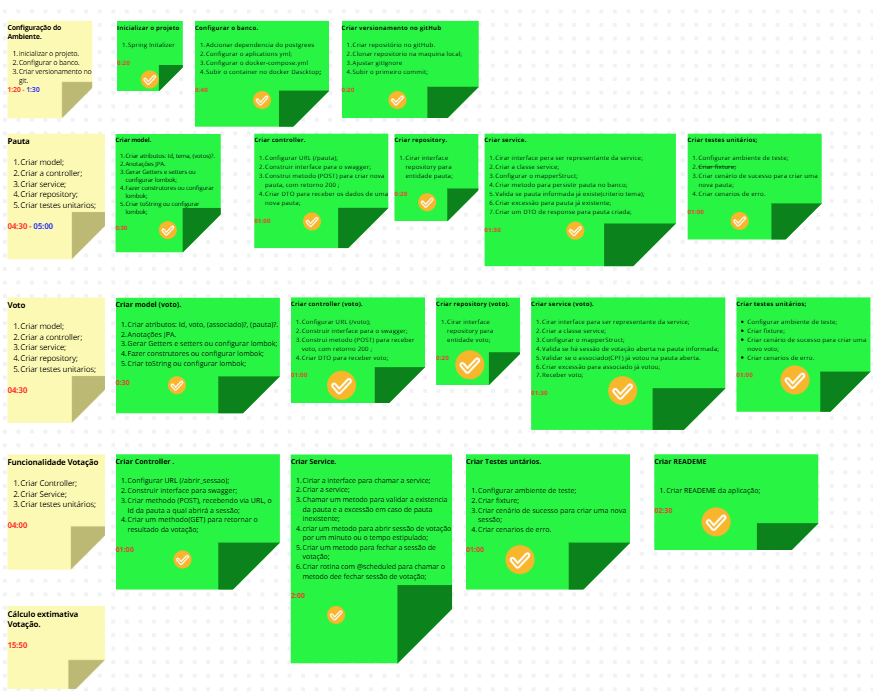 Configuração do
Ambiente.
1. inicializar o projeto.
2. Configurar o banco.
3. Criar versionamento no
git.
1:20 - 1:30
Inicializar o projeto
1. Spring Initalizer
0:20
Configurar o banco.
1. Adcionar dependencia do postgrees
2. Configurar o aplications yml;
3. Configurar o docker-compose.yml
4. Subir o container no docker Dascktop;
0:40
Criar versionamento no gitHub
1. Criar repositório no gitHub.
2. Clonar repositorio na maquina local;
3. Ajustar gitignore
4. Subir o primeiro commit;
0:20
Pauta
1. Criar model;
2. Criar a controller;
3. Criar service;
4. Criar repository;
5. Criar testes unitarios;
04:30 - 05:00
Criar model.
1. Criar atributos: Id, tema, (votos)?.
2. Anotações JPA.
3. Gerar Getters e setters ou
configurar lombok;
4. Fazer construtores ou configurar
lombok;
5. Criar toString ou configurar
lombok;
0:30
Criar controller.
1. Configurar URL (/pauta);
2. Construir interface para o swagger;
3. Construi metodo (POST) para criar nova
pauta, com retorno 200 ;
4. Criar DTO para receber os dados de uma
nova pauta;
01:00
Criar repository.
1. Cirar interface
repository para
entidade pauta;
0:20
Criar service.
1. Criar interface pera ser representante da service;
2. Criar a classe service;
3. Configurar o mapperStruct;
4. Criar metodo para persistir pauta no banco;
5. Valida se pauta informada já existe(criterio tema);
6. Criar excessão para pauta já existente;
7. Criar um DTO de response para pauta criada;
01:30
Criar testes unitários;
1. Configurar ambiente de teste;
2. Criar fixture;
3. Criar cenário de sucesso para criar uma
nova pauta;
4. Criar cenarios de erro.
01:00
Voto
1. Criar model;
2. Criar a controller;
3. Criar service;
4. Criar repository;
5. Criar testes unitarios;
04:30
Criar model (voto).
1. Criar atributos: Id, voto, (associado)?, (pauta)?.
2. Anotações JPA.
3. Gerar Getters e setters ou configurar lombok;
4. Fazer construtores ou configurar lombok;
5. Criar toString ou configurar lombok;
0:30
Criar controller (voto).
1. Configurar URL (/voto);
2. Construir interface para o swagger;
3. Construi metodo (POST) para receber
voto, com retorno 200 ;
4. Criar DTO para receber voto;
01:00
Criar repository (voto).
1. Cirar interface
repository para
entidade voto;
0:20
Criar service (voto).
1. Criar interface para ser representante da service;
2. Criar a classe service;
3. Configurar o mapperStruct;
4. Valida se há sessão de votação aberta na pauta informada;
5. Validar se o associado(CPF) já votou na pauta aberta.
6. Criar excessão para associado já votou;
7. Receber voto;
01:30
Criar testes unitários;
• Configurar ambiente de teste;
• Criar fixture;
• Criar cenário de sucesso para criar uma
novo voto;
• Criar cenarios de erro.
01:00
Funcionalidade Votação
1. Criar Controller;
2. Criar Service;
3. Criar testes unitários;
04:00
Criar Controller .
1. Configurar URL (/abrir_sessao);
2. Construir interface para swagger;
3. Criar methodo (POST), recebendo via URL, o
Id da pauta a qual abrirá a sessão;
4. Criar um methodo(GET) para retornar o
resultado da votação;
01:00
Criar Service.
1. Ciriar a interface para chamar a service;
2. Criar a service;
3. Chamar um metodo para validar a existencia
da pauta e a excessão em caso de pauta
inexistente;
4. criar um metodo para abrir sessão de votação
por um minuto ou o tempo estipulado;
5. Criar um metodo para fechar a sessão de
votação;
6. Criar rotina com @scheduled para chamar o
metodo dee fechar sessão de votação;
2:00
Criar Testes untários.
1. Configurar ambiente de teste;
2. Criar fixture;
3. Criar cenário de sucesso para criar uma nova
sessão;
4. Criar cenarios de erro.
01:00
Criar READEME
1. Criar READEME da aplicação;
02:30
Cálculo extimativa
Votação.
15:50